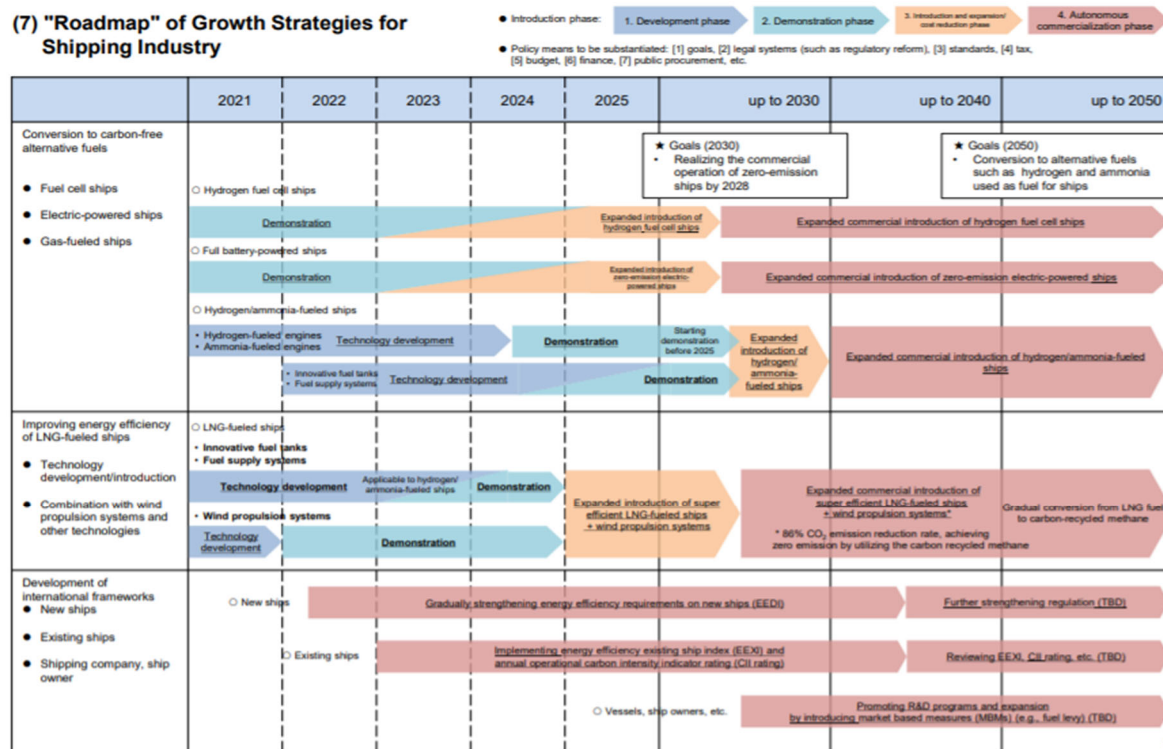 (7) "Roadmap" of Growth Strategies for
Shipping Industry
● Introduction phase:
1. Development phase
2. Demonstration phase
3. Introduction and expansion/
cost reduction phase
4. Autonomous
commercialization phase
● Policy means to be substantiated: [1] goals, [2] legal systems (such as regulatory reform), [3] standards, [4] tax,
[5] budget, [6] finance, [7] public procurement, etc.
2021 2022 2023 2024 2025 up to 2030 up to 2040 up to 2050
Conversion to carbon-free
alternative fuels
● Fuel cell ships
● Electric-powered ships
● Gas-fueled ships
★ Goals (2030)
• Realizing the commercial
operation of zero-emission
ships by 2028
★ Goals (2050)
• Conversion to alternative fuels
such as hydrogen and ammonia
used as fuel for ships
○ Hydrogen fuel cell ships
Demonstration
Expanded introduction of
hydrogen fuel cell ships
Expanded commercial introduction of hydrogen fuel cell ships
○ Full battery-powered ships
Demonstration
Expanded introduction of
zero-emission electric-
powered ships
Expanded commercial introduction of zero-emission electric-powered ships
○ Hydrogen/ammonia-fueled ships
• Hydrogen-fueled engines
• Ammonia-fueled engines
Technology development
Demonstration
Starting
demonstration
before 2025
Expanded
introduction of
hydrogen/
ammonia-
fueled ships
Expanded commercial introduction of hydrogen/ammonia-fueled
ships
• Innovative fuel tanks
• Fuel supply systems
Technology development
Demonstration
Improving energy efficiency
of LNG-fueled ships
● Technology
development/introduction
● Combination with wind
propulsion systems and
other technologies
○ LNG-fueled ships
• Innovative fuel tanks
• Fuel supply systems
Technology development
Applicable to hydrogen/
ammonia-fueled ships
Demonstration
• Wind propulsion systems
Technology
development
Demonstration
Expanded introduction of super
efficient LNG-fueled ships
+ wind propulsion systems
Expanded commercial introduction of
super efficient LNG-fueled ships
+ wind propulsion systems*
* 86% CO2 emission reduction rate, achieving
zero emission by utilizing the carbon recycled methane
Gradual conversion from LNG fuel
to carbon-recycled methane
Development of
international frameworks
● New ships
● Existing ships
● Shipping company, ship
owner
○ New ships
Gradually strengthening energy efficiency requirements on new ships (EEDI)
Further strengthening regulation (TBD)
○ Existing ships
Implementing energy efficiency existing ship index (EEXI) and
annual operational carbon intensity indicator rating (CII rating)
Reviewing EEXI, CII rating, etc. (TBD)
○ Vessels, ship owners, etc.
Promoting R&D programs and expansion
by introducing market based measures (MBMs) (e.g., fuel levy) (TBD)